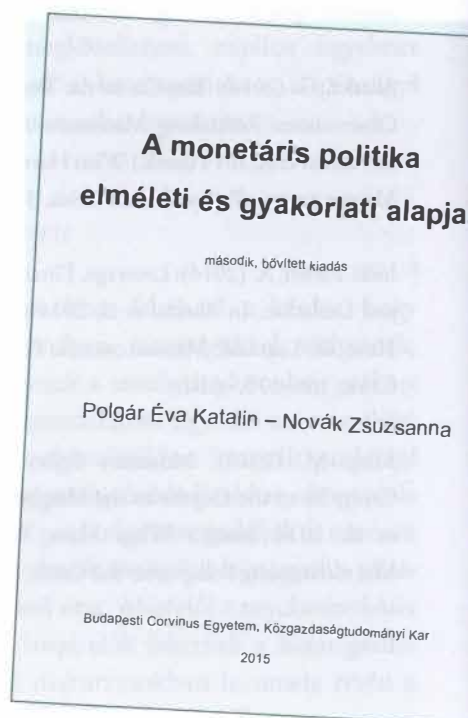 A monetáris politika
elméleti és gyakorlati alapja
második, bővített kiadás
Polgár Éva Katalin – Novák Zsuzsanna
Budapesti Corvinus Egyetem, Közgazdaságtudományi Kar
2015